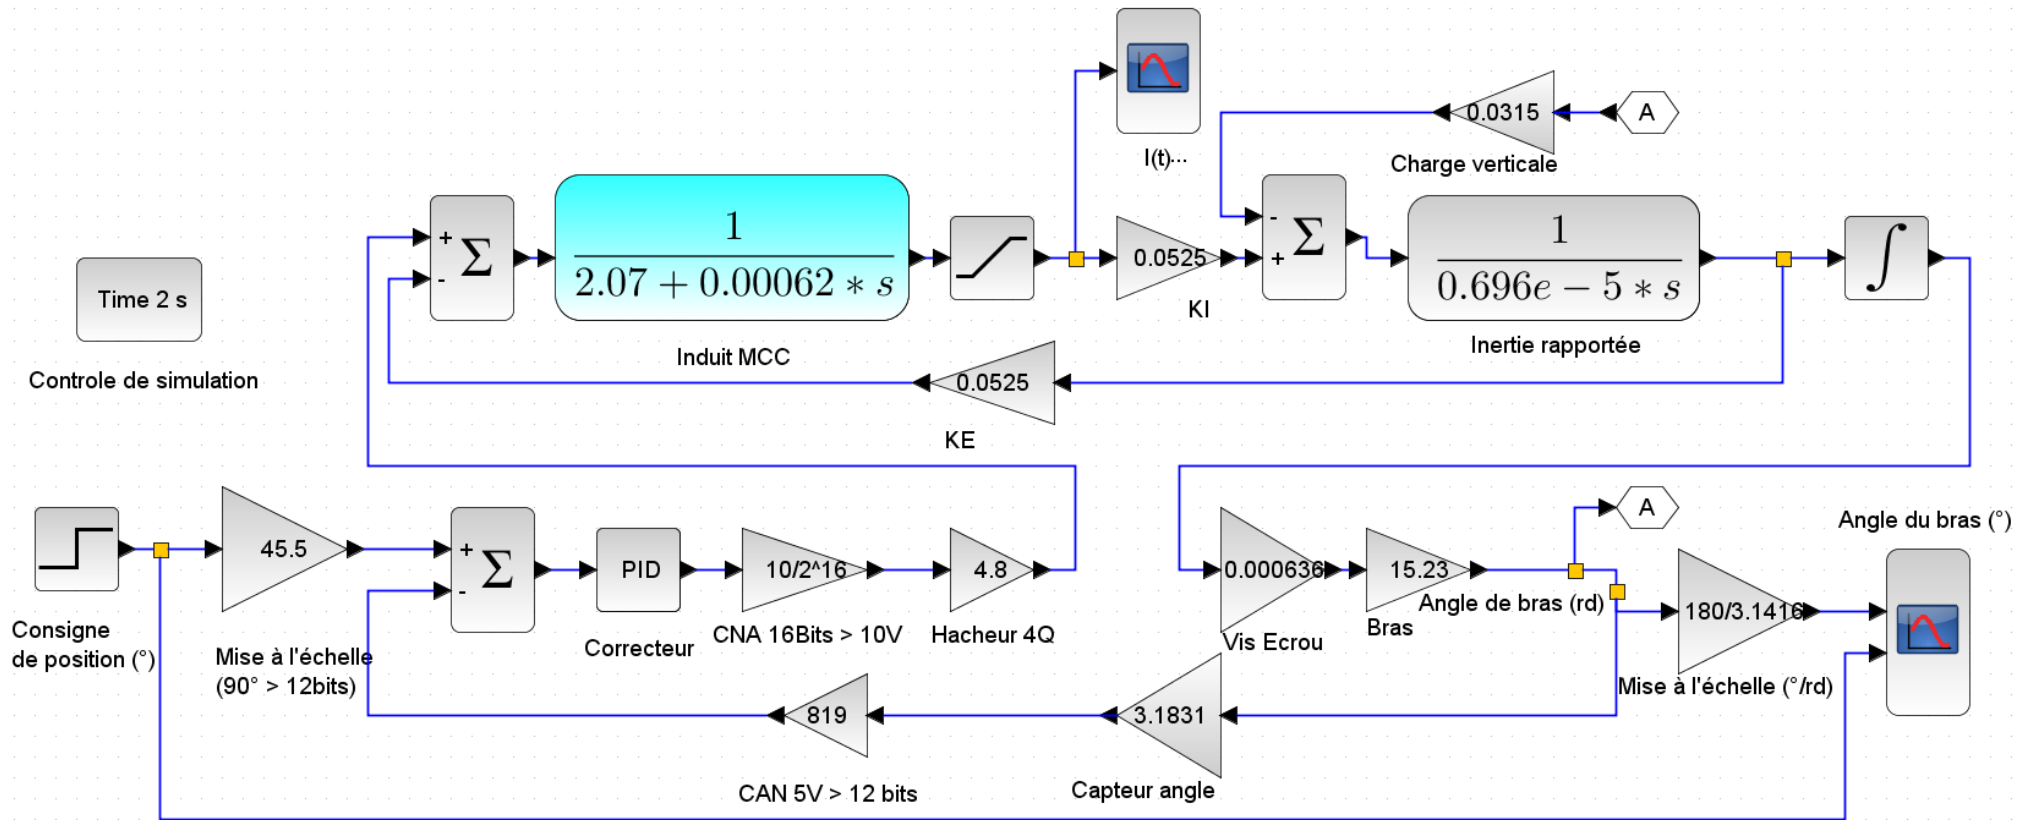 I(t)...
0.0315
A
Charge verticale
+
-
Σ
1
2.07 + 0.00062 * s
Induit MCC
0.0525
KI
-
+
Σ
1
0.696e − 5 * s
Inertie rapportée
∫
Time 2 s
Controle de simulation
0.0525
KE
Consigne
de position (°)
45.5
Mise à l'échelle
(90° > 12bits)
+
-
Σ
PID
Correcteur
10/2^16
CNA 16Bits > 10V
4.8
Hacheur 4Q
0.000636
Vis Ecrou
15.23
Bras
Angle de bras (rd)
A
180/3.1416
Mise à l'échelle (°/rd)
Angle du bras (°)
819
CAN 5V > 12 bits
3.1831
Capteur angle